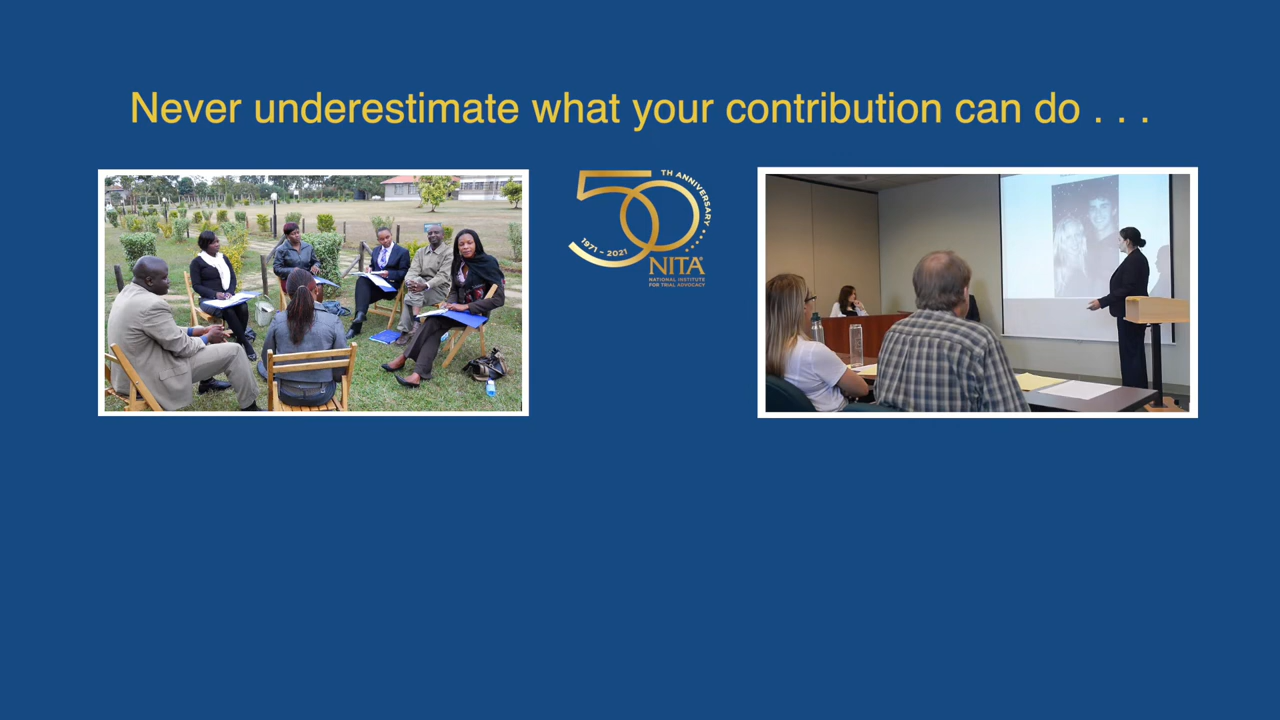 Never underestimate what your contribution can do . . .
50 TH ANNIVERSARY
1971 - 2021
NITA®
NATIONAL INSTITUTE
FOR TRIAL ADVOCACY